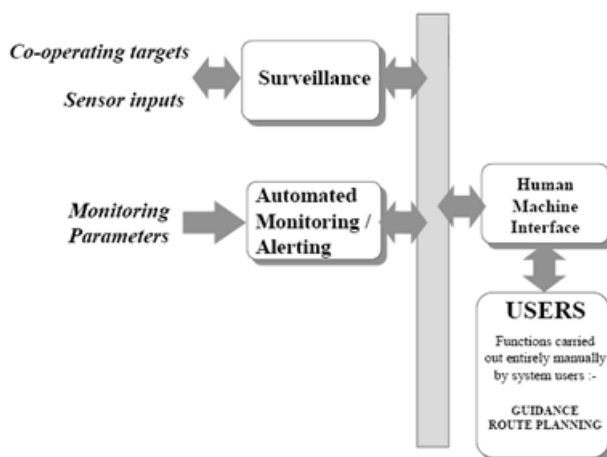 Co-operating targets
Sensor inputs
Surveillance
Monitoring
Parameters
Automated
Monitoring /
Alerting
Human
Machine
Interface
USERS
Functions carried
out entirely manually
by system users :-
GUIDANCE
ROUTE PLANNING